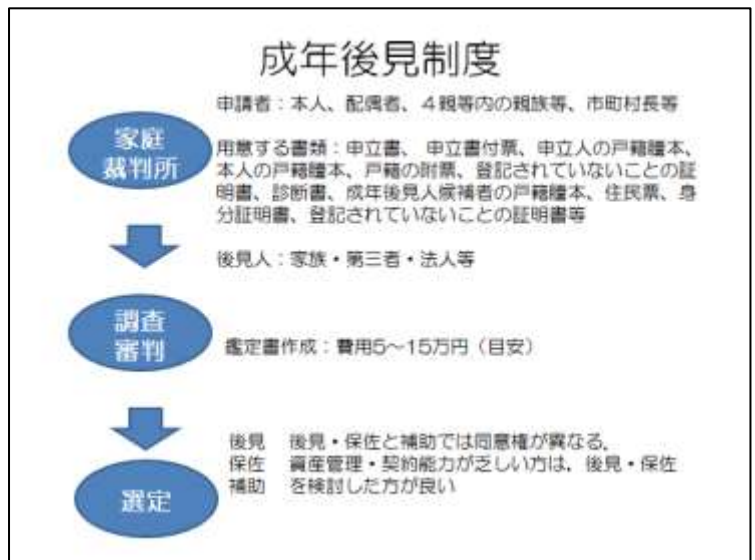 成年後見制度
申請者：本人、配偶者、４親等内の親族等、市町村長等
家庭
裁判所
用意する書類：申立書、 申立書付票、申立人の戸籍謄本、
本人の戸籍謄本、戸籍の附票、登記されていないことの証
明書、診断書、成年後見人候補者の戸籍謄本、住民票、身
分証明書、登記されていないことの証明書等
後見人：家族・第三者・法人等
調査
審判
鑑定書作成：費用5～15万円（目安）
後見　後見・保佐と補助では同意権が異なる。
保佐　資産管理・契約能力が乏しい方は、後見・保佐
補助　を検討した方が良い
選定